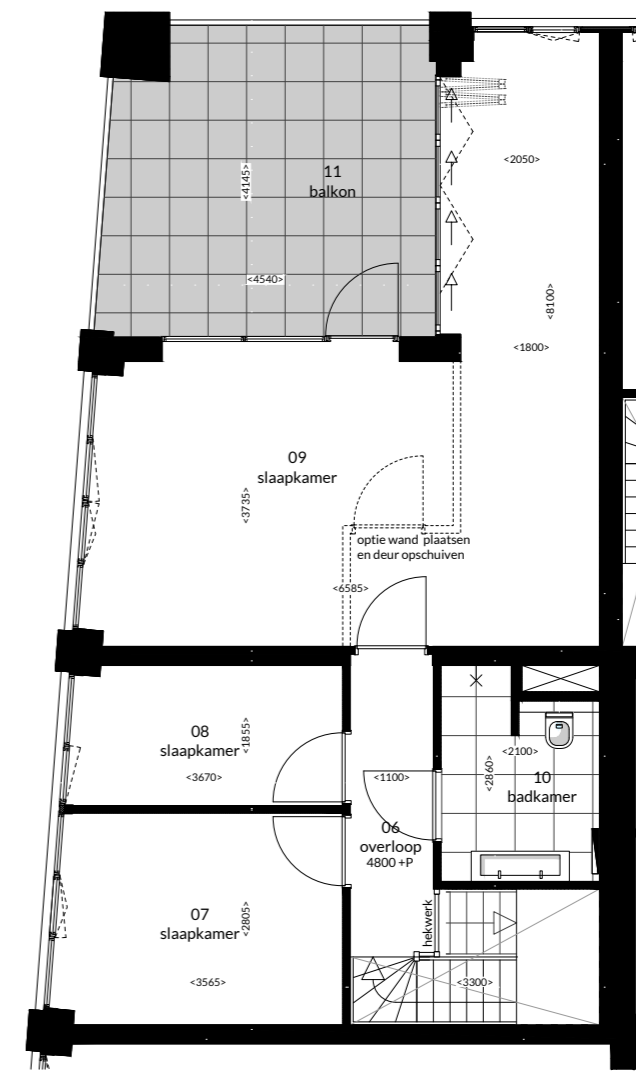 <2050>
11
balkon
<4145>
<4540>
<8100>
<1800>
09
slaapkamer
<3735>
optie wand plaatsen
en deur opschuiven
<6585>
08
slaapkamer
<1855>
<3670>
<1100>
<2860>
<2100>
10
badkamer
06
overloop
4800 +P
07
slaapkamer
<2805>
<3565>
hekwerk
<3300>